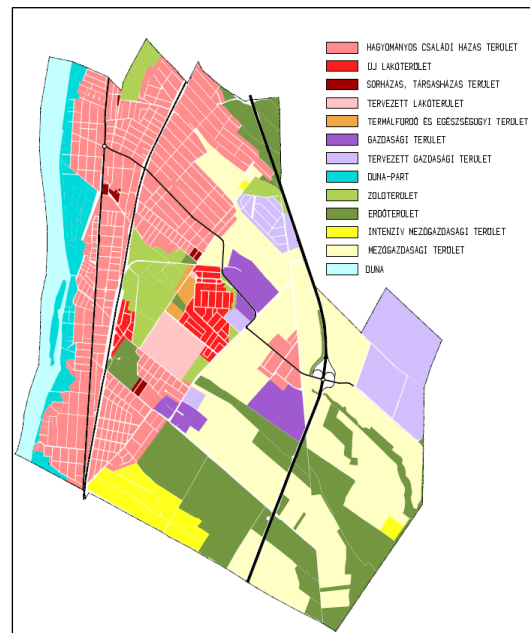 HAGYOMÁNYOS CSALÁDI HÁZAS TERÜLET
ÚJ LAKÓTERÜLET
SORHÁZAS, TÁRSASHÁZAS TERÜLET
TERVEZETT LAKÓTERÜLET
TERMÁLFÜRDŐ ÉS EGÉSZSÉGÜGYI TERÜLET
GAZDASÁGI TERÜLET
TERVEZETT GAZDASÁGI TERÜLET
DUNA-PART
ZÖLDTERÜLET
ERDŐTERÜLET
INTENZÍV MEZŐGAZDASÁGI TERÜLET
MEZŐGAZDASÁGI TERÜLET
DUNA